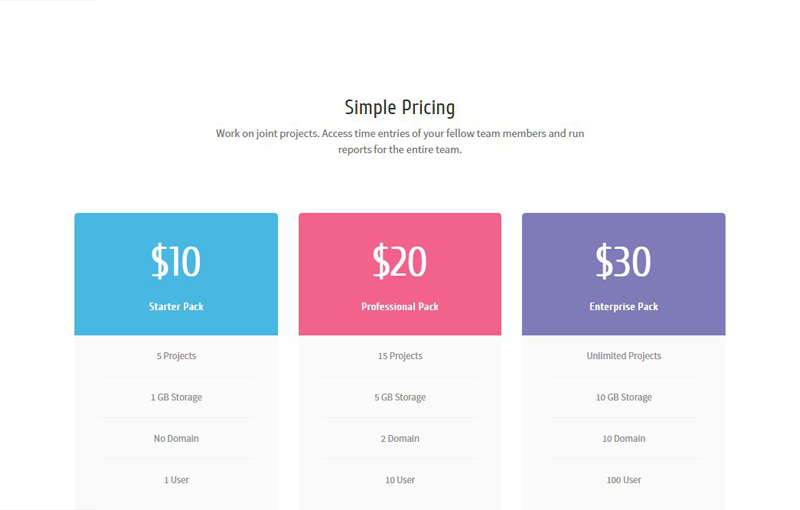 Simple Pricing
Work on joint projects. Access time entries of your fellow team members and run
reports for the entire team.
$10
Starter Pack
5 Projects
1 GB Storage
No Domain
1 User
$20
Professional Pack
15 Projects
5 GB Storage
2 Domain
10 User
$30
Enterprise Pack
Unlimited Projects
10 GB Storage
10 Domain
100 User